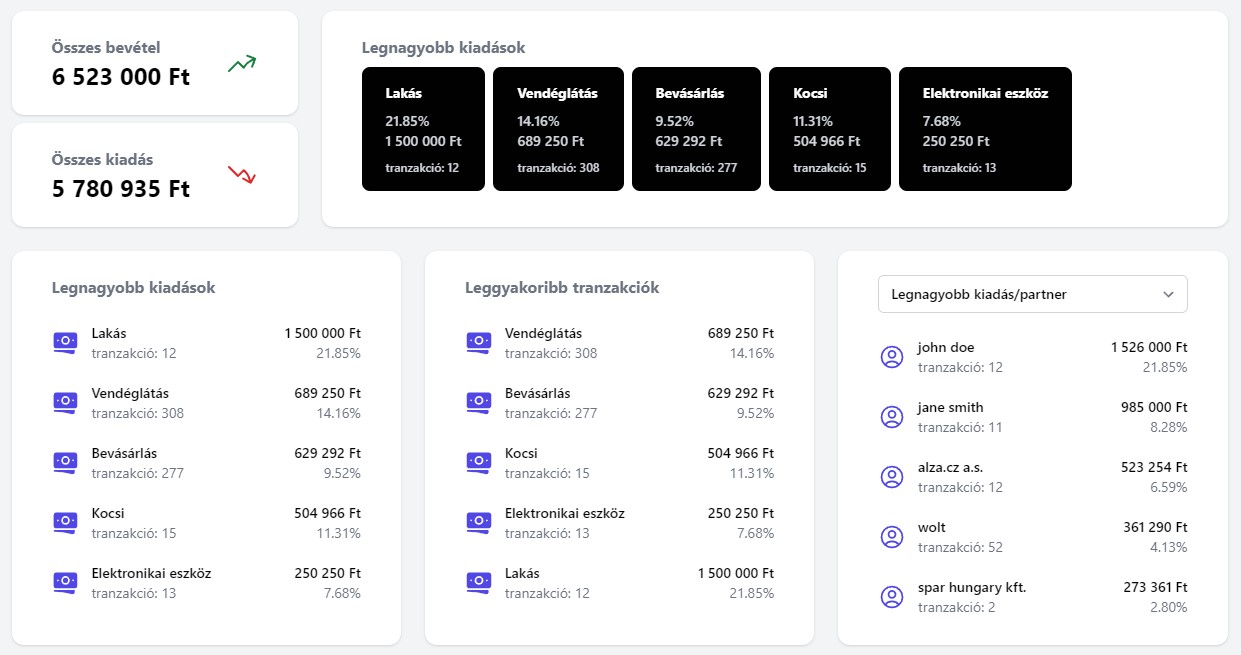 Összes bevétel
6 523 000 Ft
Összes kiadás
5 780 935 Ft
Legnagyobb kiadások
Lakás
21.85%
1 500 000 Ft
tranzakció: 12
Vendéglátás
14.16%
689 250 Ft
tranzakció: 308
Bevásárlás
9.52%
629 292 Ft
tranzakció: 277
Kocsi
11.31%
504 966 Ft
tranzakció: 15
Elektronikai eszköz
7.68%
250 250 Ft
tranzakció: 13
Legnagyobb kiadások
Lakás 1 500 000 Ft
tranzakció: 12 21.85%
Vendéglátás 689 250 Ft
tranzakció: 308 14.16%
Bevásárlás 629 292 Ft
tranzakció: 277 9.52%
Kocsi 504 966 Ft
tranzakció: 15 11.31%
Elektronikai eszköz 250 250 Ft
tranzakció: 13 7.68%
Leggyakoribb tranzakciók
Vendéglátás 689 250 Ft
tranzakció: 308 14.16%
Bevásárlás 629 292 Ft
tranzakció: 277 9.52%
Kocsi 504 966 Ft
tranzakció: 15 11.31%
Elektronikai eszköz 250 250 Ft
tranzakció: 13 7.68%
Lakás 1 500 000 Ft
tranzakció: 12 21.85%
Legnagyobb kiadás/partner
john doe 1 526 000 Ft
tranzakció: 12 21.85%
jane smith 985 000 Ft
tranzakció: 11 8.28%
alza.cz a.s. 523 254 Ft
tranzakció: 12 6.59%
wolt 361 290 Ft
tranzakció: 52 4.13%
spar hungary kft. 273 361 Ft
tranzakció: 2 2.80%